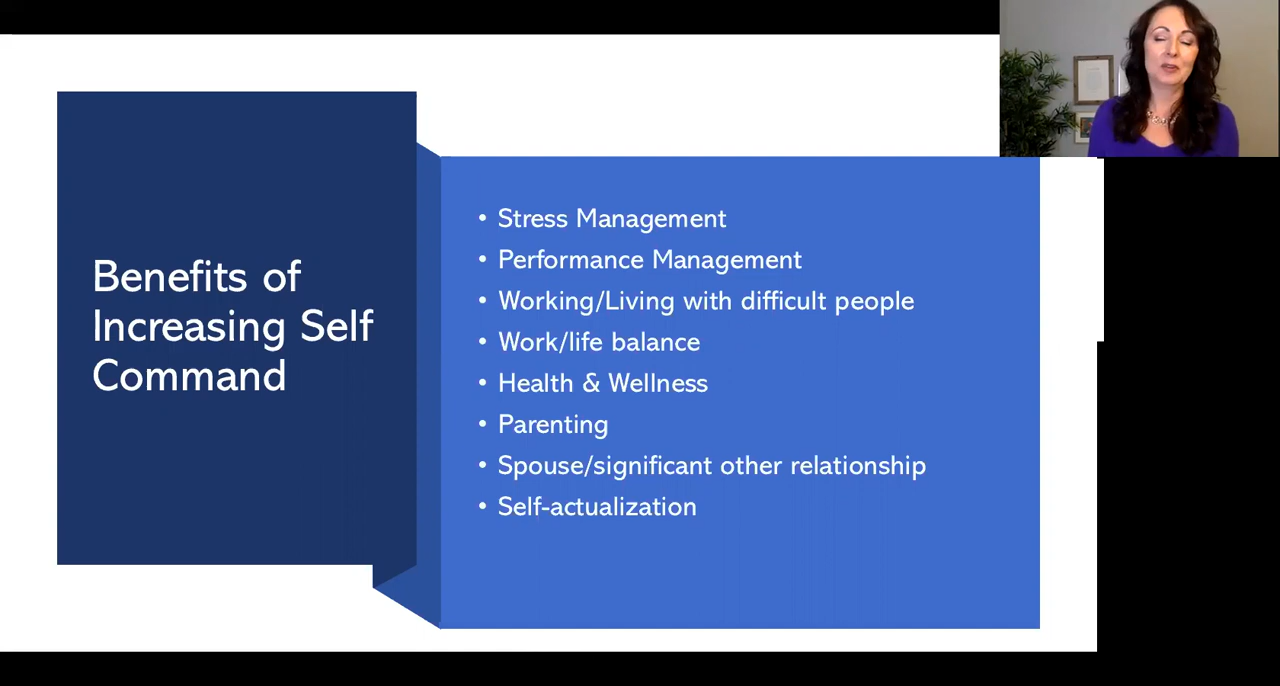 Benefits of
Increasing Self
Command
• Stress Management
• Performance Management
• Working/Living with difficult people
• Work/life balance
• Health & Wellness
• Parenting
• Spouse/significant other relationship
• Self-actualization